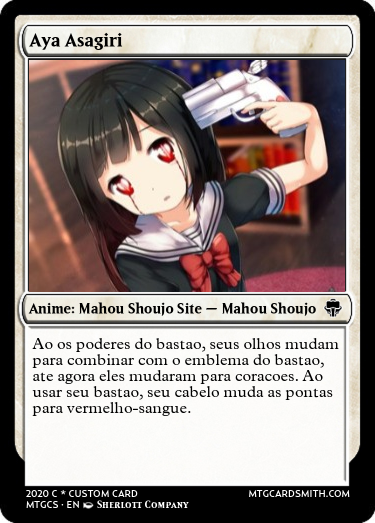 Aya Asagiri
Anime: Mahou Shoujo Site — Mahou Shoujo
Ao os poderes do bastao, seus olhos mudam
para combinar com o emblema do bastao,
ate agora eles mudaram para coracoes. Ao
usar seu bastao, seu cabelo muda as pontas
para vermelho-sangue.
2020 C * CUSTOM CARD
MTGCARDSMITH.COM
MTGCS · EN Sherlott Company